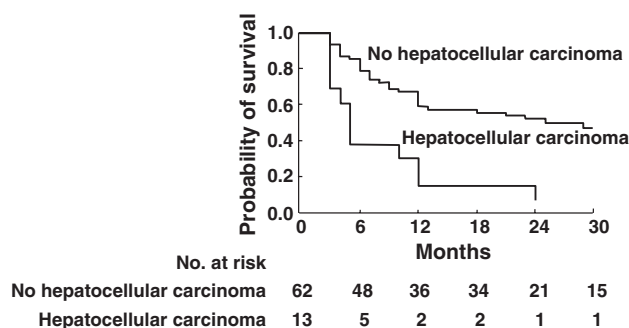 Probability of survival
1.0
0.8
0.6
0.4
0.2
0.0
No hepatocellular carcinoma
Hepatocellular carcinoma
0 6 12 18 24 30
Months
No. at risk
No hepatocellular carcinoma 62 48 36 34 21 15
Hepatocellular carcinoma 13 5 2 2 1 1